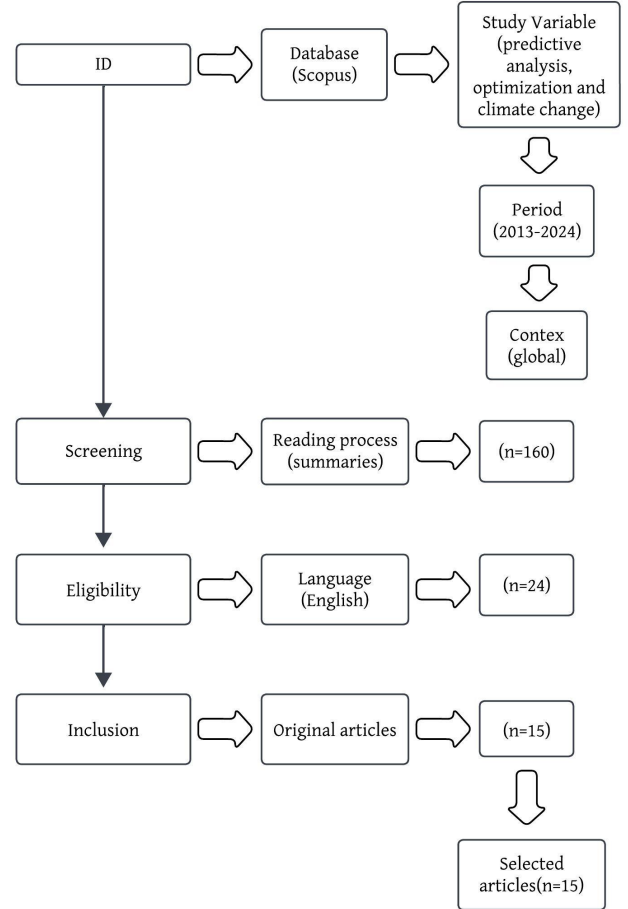 ID
Database
(Scopus)
Study Variable
(predictive
analysis,
optimization and
climate change)
Period
(2013-2024)
Contex
(global)
Screening
Reading process
(summaries)
(n=160)
Eligibility
Language
(English)
(n=24)
Inclusion
Original articles
(n=15)
Selected
articles(n=15)